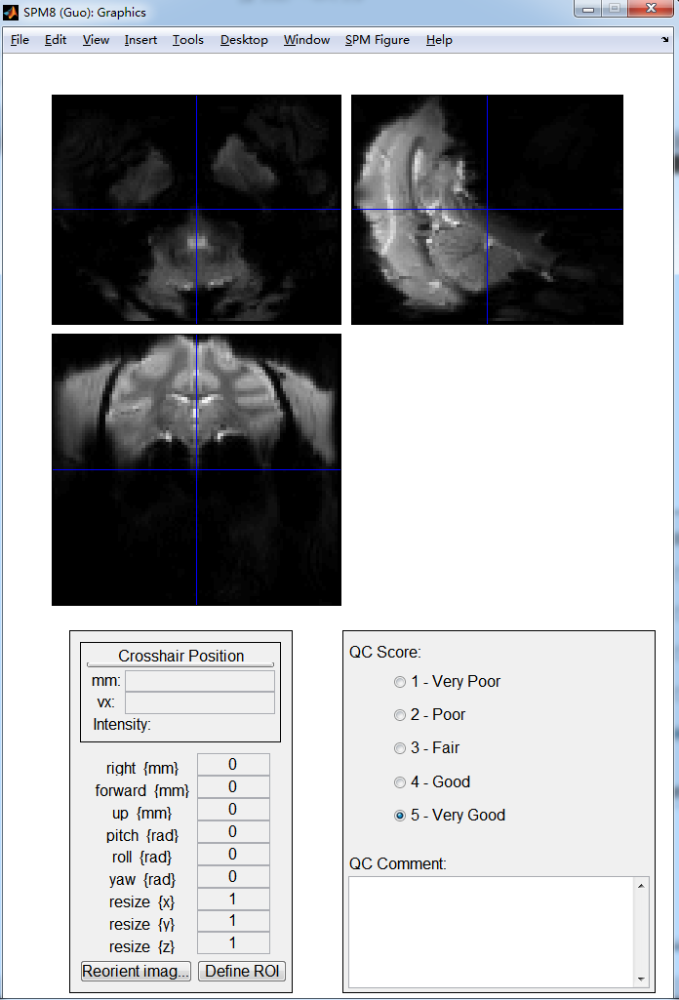 SPM8 (Guo): Graphics
File Edit View Insert Tools Desktop Window SPM Figure Help
Crosshair Position
mm:
vx:
Intensity:
right {mm} 0
forward {mm} 0
up {mm} 0
pitch {rad} 0
roll {rad} 0
yaw {rad} 0
resize {x} 1
resize {y} 1
resize {z} 1
Reorient imag... Define ROI
QC Score:
1 - Very Poor
2 - Poor
3 - Fair
4 - Good
5 - Very Good
QC Comment: